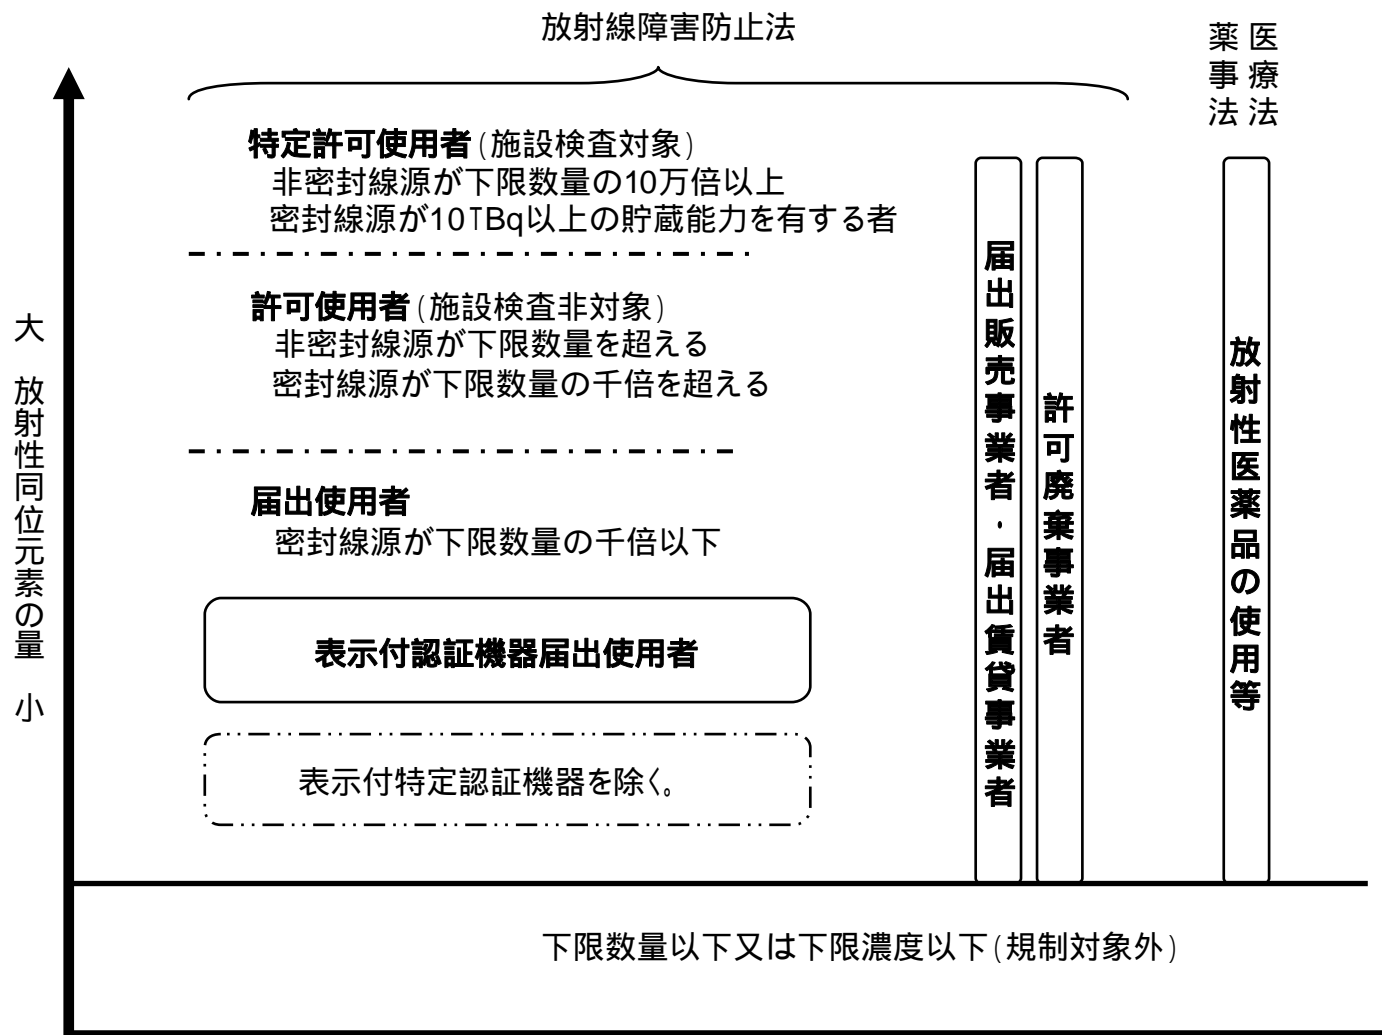 放射線障害防止法
医療法
薬事法
特定許可使用者(施設検査対象)
非密封線源が下限数量の10万倍以上
密封線源が10TBq以上の貯蔵能力を有する者
許可使用者(施設検査非対象)
非密封線源が下限数量を超える
密封線源が下限数量の千倍を超える
届出使用者
密封線源が下限数量の千倍以下
表示付認証機器届出使用者
表示付特定認証機器を除く。
届出販売事業者・届出賃貸事業者
許可廃棄事業者
放射性医薬品の使用等
大 放射性同位元素の量 小
下限数量以下又は下限濃度以下(規制対象外)